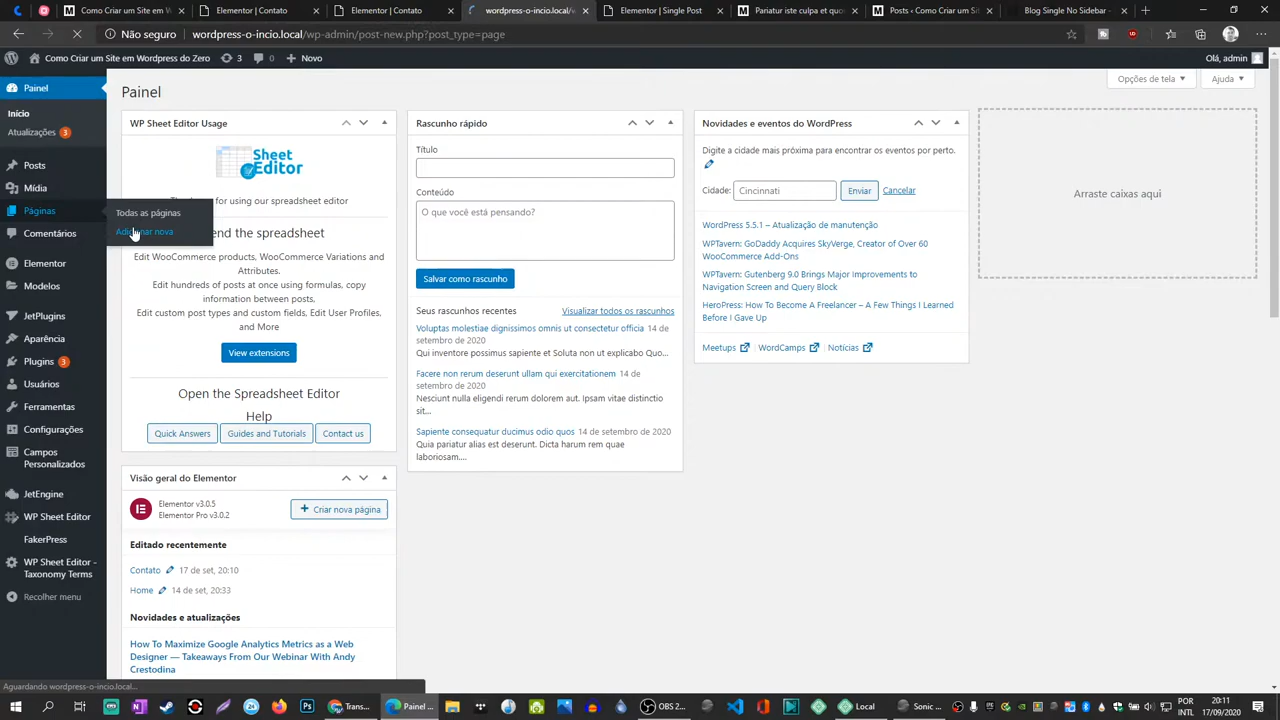 Como Criar um Site em W
Elementor | Contato
Elementor | Contato
wordpress-o-incio.local/w
Elementor | Single Post
Pariatur iste culpa et quo
Posts ‹ Como Criar um Si
Blog Single No Sidebar -
Não seguro
wordpress-o-incio.local/wp-admin/post-new.php?post_type=page
Como Criar um Site em Wordpress do Zero
3
0
Novo
Olá, admin
Painel
Início
Atualizações 3
Posts
Mídia
Páginas
Todas as páginas
Adicionar nova
Comentários
Elementor
Modelos
JetPlugins
Aparência
Plugins 3
Usuários
Ferramentas
Configurações
Campos
Personalizados
JetEngine
WP Sheet Editor
FakerPress
WP Sheet Editor -
Taxonomy Terms
Recolher menu
Painel
Opções de tela
Ajuda
WP Sheet Editor Usage
Sheet
Editor
for using our spreadsheet editor
the spreadsheet
Edit WooCommerce products, WooCommerce Variations and
Attributes.
Edit hundreds of posts at once using formulas, copy
information between posts,
Edit custom post types and custom fields, Edit User Profiles,
and More
View extensions
Open the Spreadsheet Editor
Help
Quick Answers
Guides and Tutorials
Contact us
Visão geral do Elementor
Elementor v3.0.5
Elementor Pro v3.0.2
Criar nova página
Editado recentemente
Contato 17 de set, 20:10
Home 14 de set, 20:33
Novidades e atualizações
How To Maximize Google Analytics Metrics as a Web
Designer — Takeaways From Our Webinar With Andy
Crestodina
Rascunho rápido
Título
Conteúdo
O que você está pensando?
Salvar como rascunho
Seus rascunhos recentes
Visualizar todos os rascunhos
Voluptas molestiae dignissimos omnis ut consectetur officia 14 de
setembro de 2020
Qui inventore possimus sapiente et Soluta non ut explicabo Quo...
Facere non rerum deserunt ullam qui exercitationem 14 de
setembro de 2020
Nesciunt nulla eligendi rerum dolorem aut. Ipsam vitae distinctio
sit...
Sapiente consequatur ducimus odio quos 14 de setembro de 2020
Quia pariatur alias est deserunt. Dicta harum rem quae
laboriosam....
Novidades e eventos do WordPress
Digite a cidade mais próxima para encontrar os eventos por perto.
Cidade:
Cincinnati
Enviar
Cancelar
WordPress 5.5.1 – Atualização de manutenção
WPTavern: GoDaddy Acquires SkyVerge, Creator of Over 60
WooCommerce Add-Ons
WPTavern: Gutenberg 9.0 Brings Major Improvements to
Navigation Screen and Query Block
HeroPress: How To Become A Freelancer – A Few Things I Learned
Before I Gave Up
Meetups
WordCamps
Notícias
Arraste caixas aqui
Aguardando wordpress-o-incio.local...
Trans...
Painel ...
OBS 2...
Local
Sonic ...
POR
INTL
20:11
17/09/2020